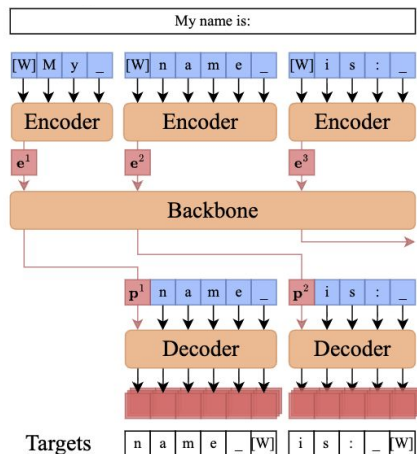 My name is:
[W] M y _ [W] n a m e _ [W] i s : _
Encoder Encoder Encoder
e¹ e² e³
Backbone
p¹ n a m e _ p² i s : _
Decoder Decoder
Targets n a m e _ [W] i s : _ [W]